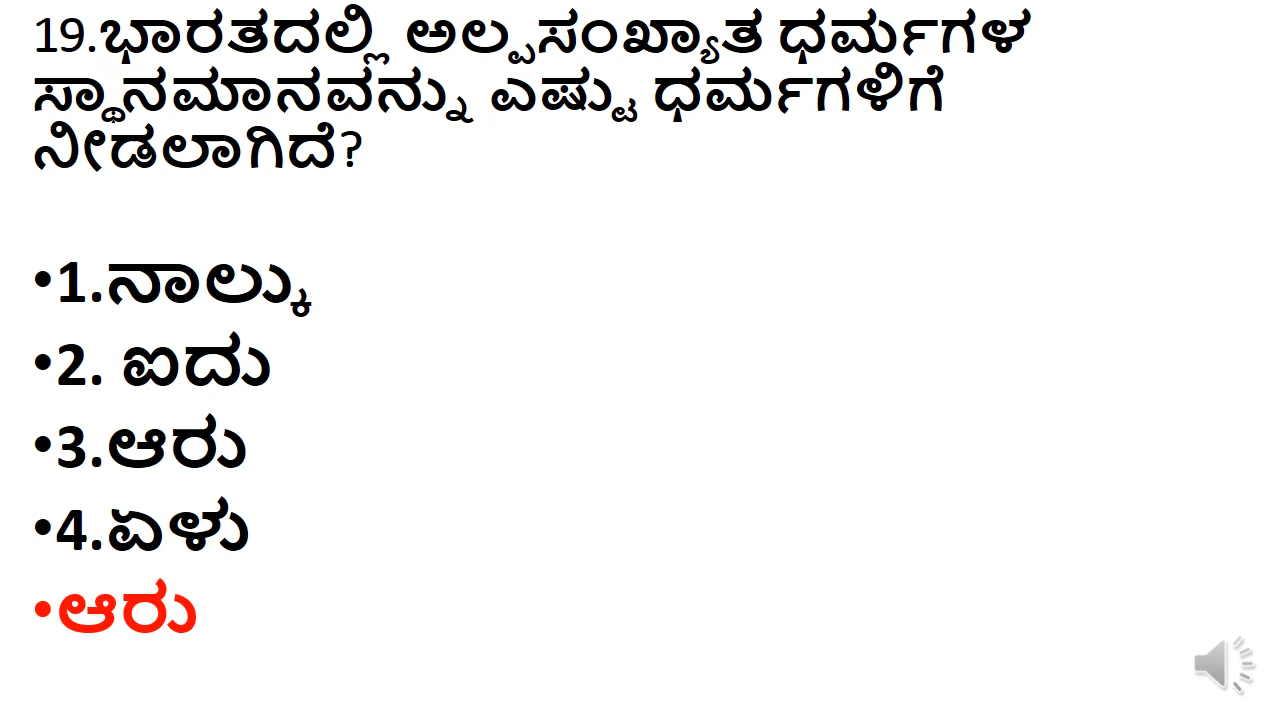 19.ಭಾರತದಲ್ಲಿ ಅಲ್ಪಸಂಖ್ಯಾತ ಧರ್ಮಗಳ
ಸ್ಥಾನಮಾನವನ್ನು ಎಷ್ಟು ಧರ್ಮಗಳಿಗೆ
ನೀಡಲಾಗಿದೆ?
•1.ನಾಲ್ಕು
•2. ಐದು
•3.ಆರು
•4.ಏಳು
•ಆರು